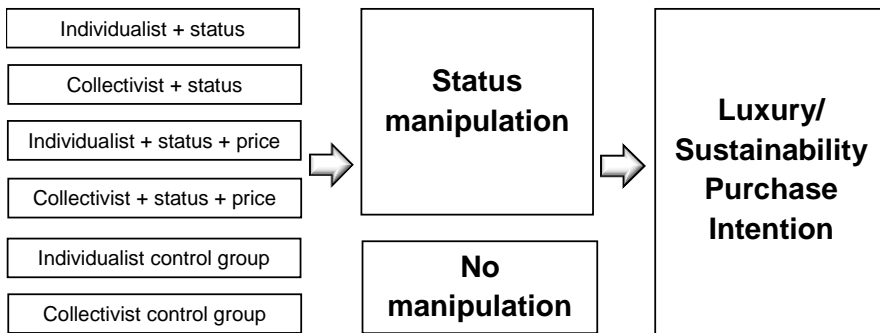 Individualist + status
Collectivist + status
Individualist + status + price
Collectivist + status + price
Individualist control group
Collectivist control group
Status
manipulation
No
manipulation
Luxury/
Sustainability
Purchase
Intention